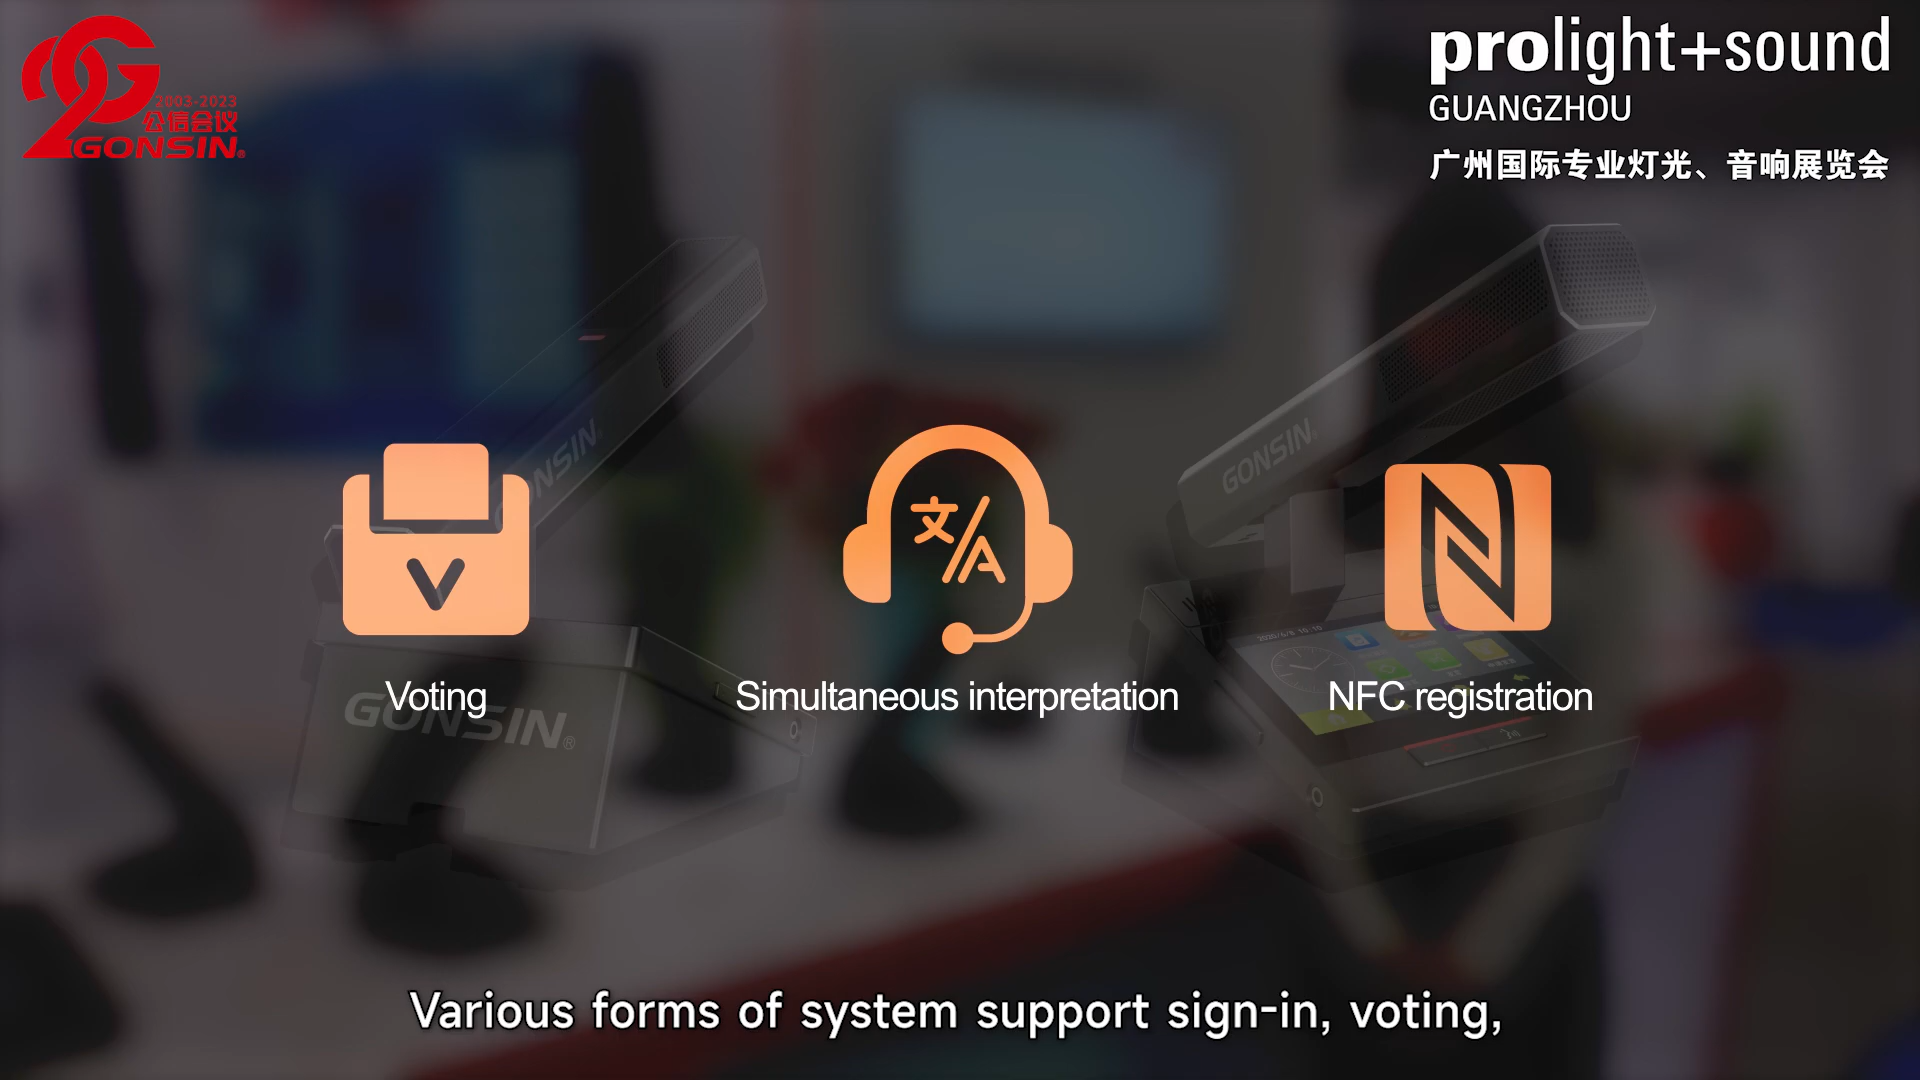 2003-2023
公信会议
GONSIN®
prolight+sound
GUANGZHOU
广州国际专业灯光、音响展览会
GONSIN
GONSIN®
文/A
V
N
Voting
Simultaneous interpretation
NFC registration
GONSIN®
Various forms of system support sign-in, voting,